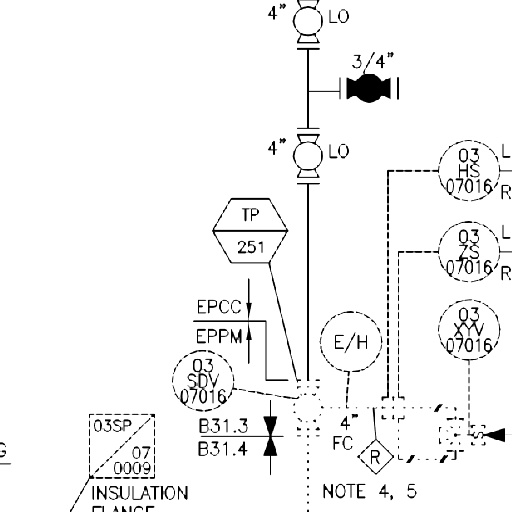 4" LO
3/4"
4" LO
03
HS
07016
L
R
TP
251
03
ZS
07016
L
R
EPCC
EPPM
E/H
03
XYV
07016
03
SDV
07016
B31.3
B31.4
4"
FC
R
S
03SP
07
0009
G
INSULATION
FLANGE
NOTE 4, 5